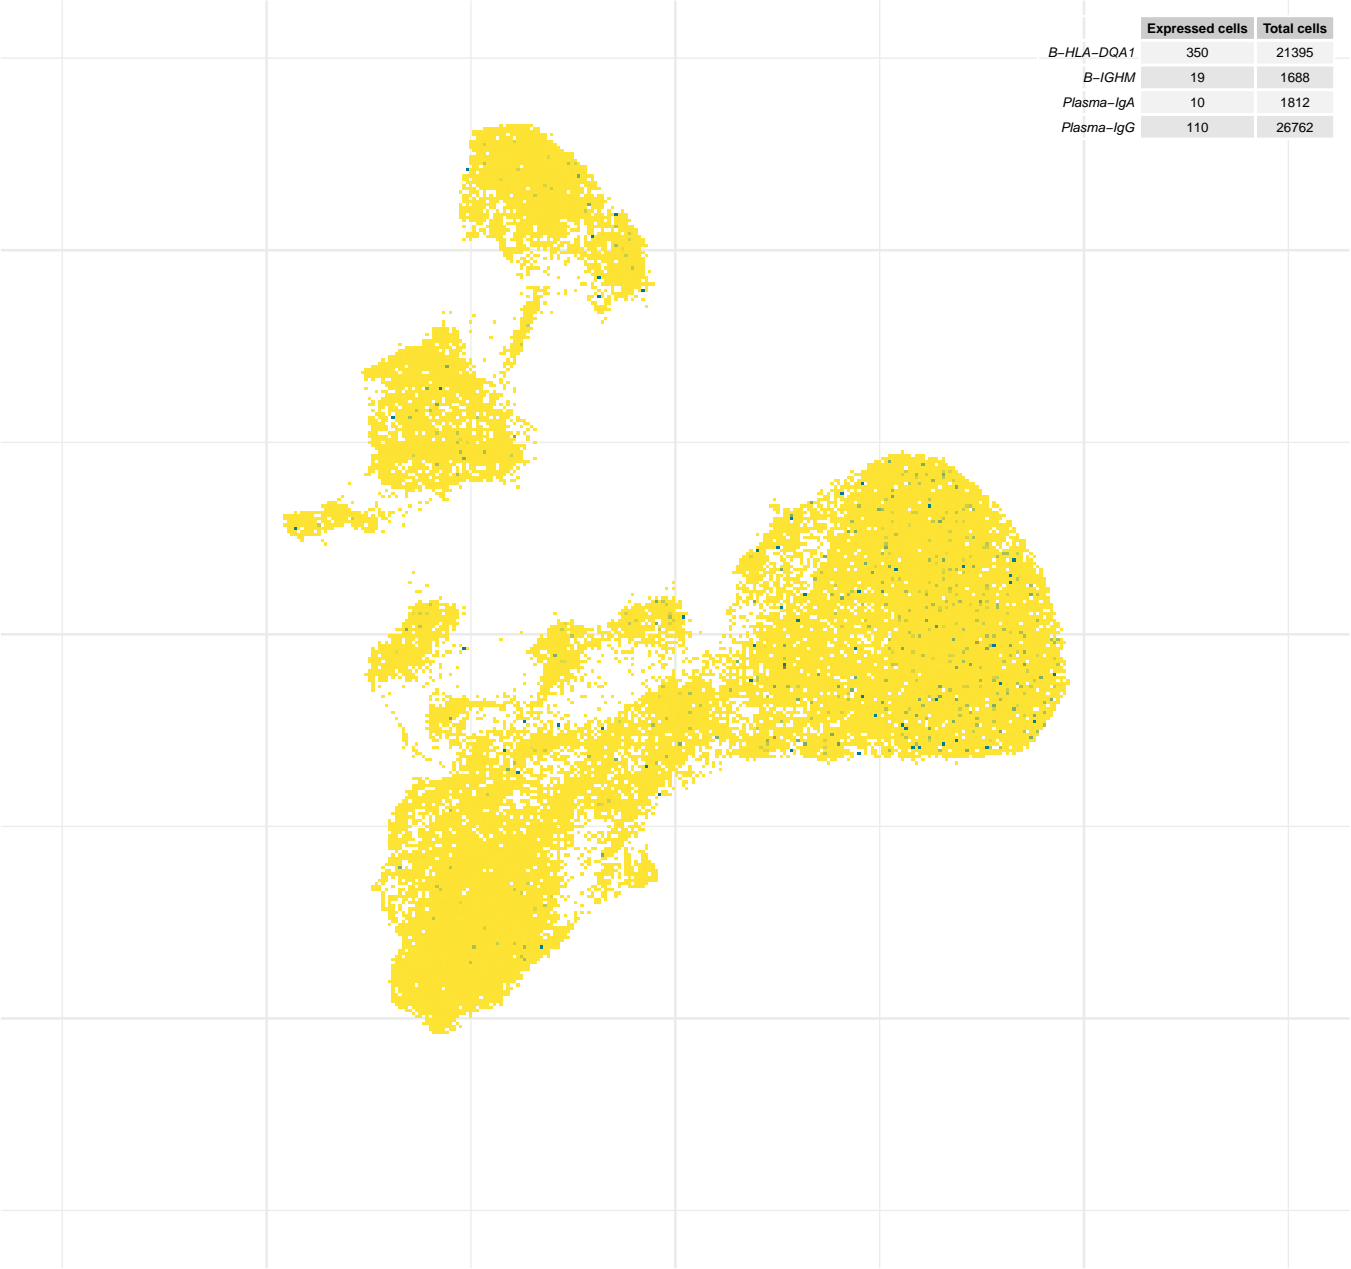 Expressed cells Total cells
B−HLA−DQA1 350 21395
B−IGHM 19 1688
Plasma−IgA 10 1812
Plasma−IgG 110 26762